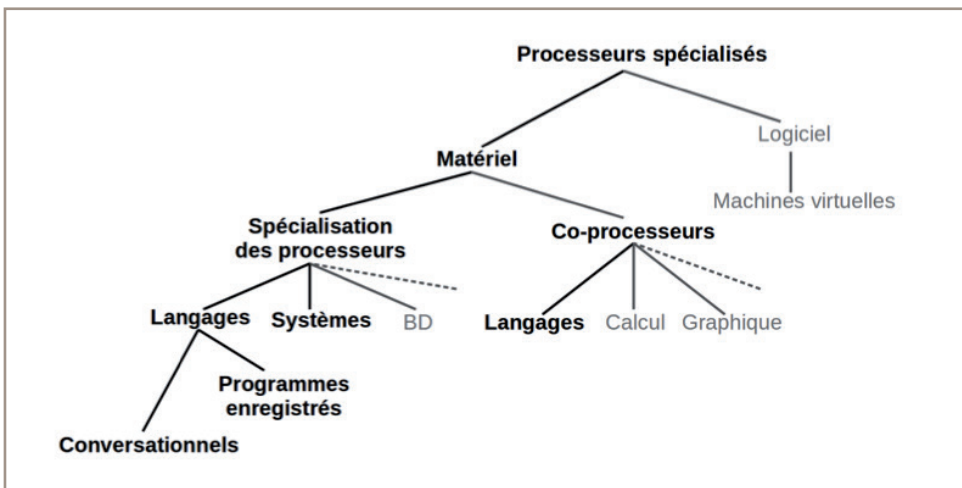 Processeurs spécialisés
Logiciel
Matériel
Machines virtuelles
Spécialisation
des processeurs
Co-processeurs
Langages
Systèmes
BD
Langages
Calcul
Graphique
Programmes
enregistrés
Conversationnels